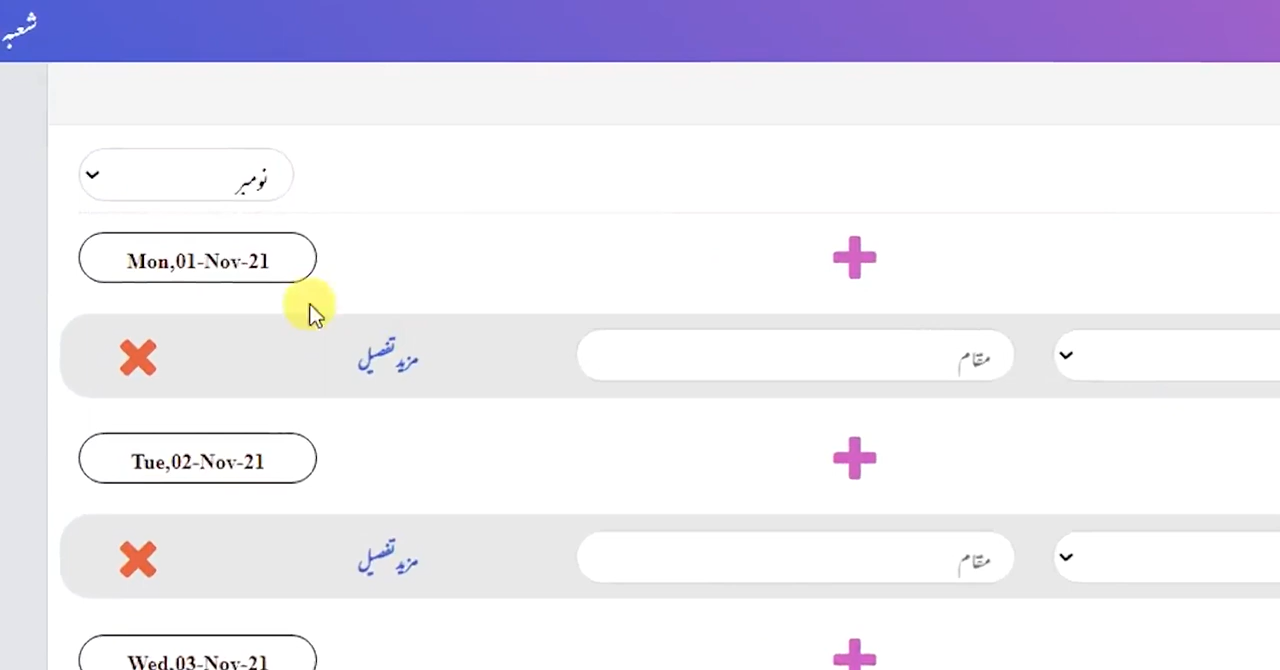 شعبہ
نومبر
Mon,01-Nov-21
مقام مزید تفصیل
Tue,02-Nov-21
مقام مزید تفصیل
Wed,03-Nov-21